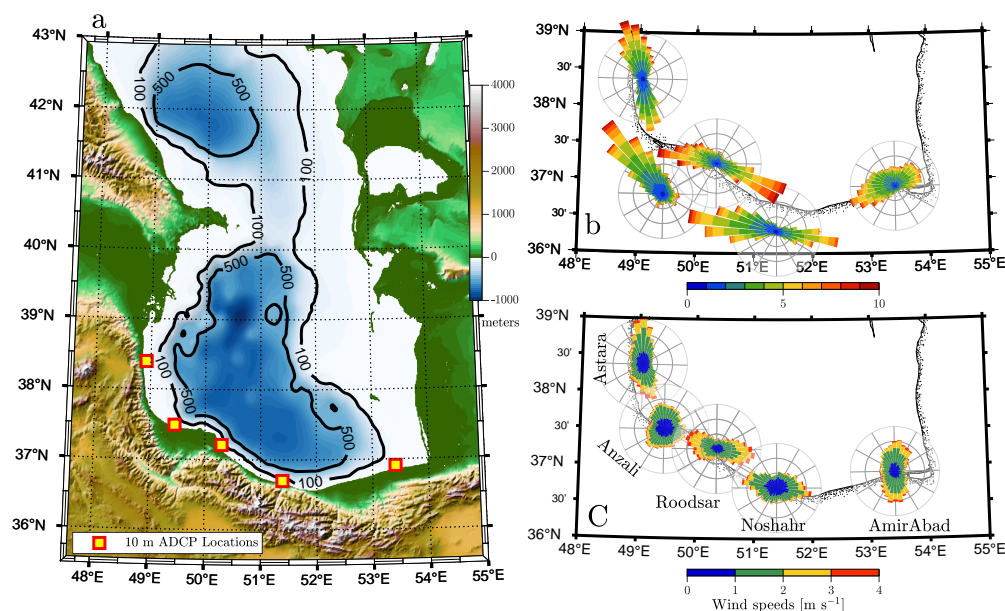 a
43°N
42°N
41°N
40°N
39°N
38°N
37°N
36°N
48°E
49°E
50°E
51°E
52°E
53°E
54°E
55°E
100
500
500
100
100
500
500
100
500
500
100
100
4000
3000
2000
1000
0
-1000
meters
10 m ADCP Locations
39°N
30'
38°N
30'
37°N
30'
36°N
b
48°E
49°E
50°E
51°E
52°E
53°E
54°E
55°E
0
5
10
39°N
30'
38°N
30'
37°N
30'
36°N
Astara
Anzali
Roodsar
Noshahr
AmirAbad
C
48°E
49°E
50°E
51°E
52°E
53°E
54°E
55°E
0
1
2
3
4
Wind speeds [m s⁻¹]